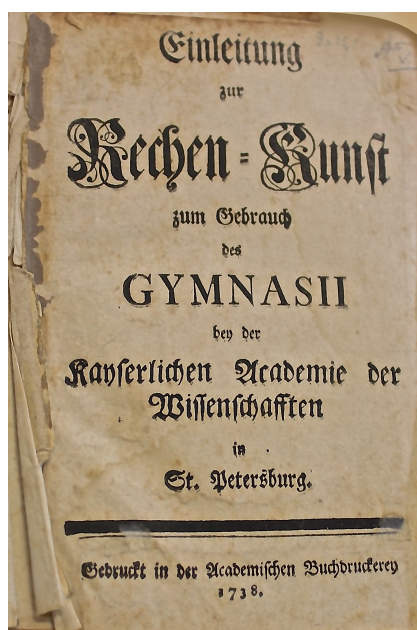 Einleitung
zur
Rechen=Kunst
zum Gebrauch
des
GYMNASII
bey der
Kayserlichen Academie der
Wissenschafften
in
St. Petersburg.
Gedruckt in der Academischen Buchdruckerey
1738.